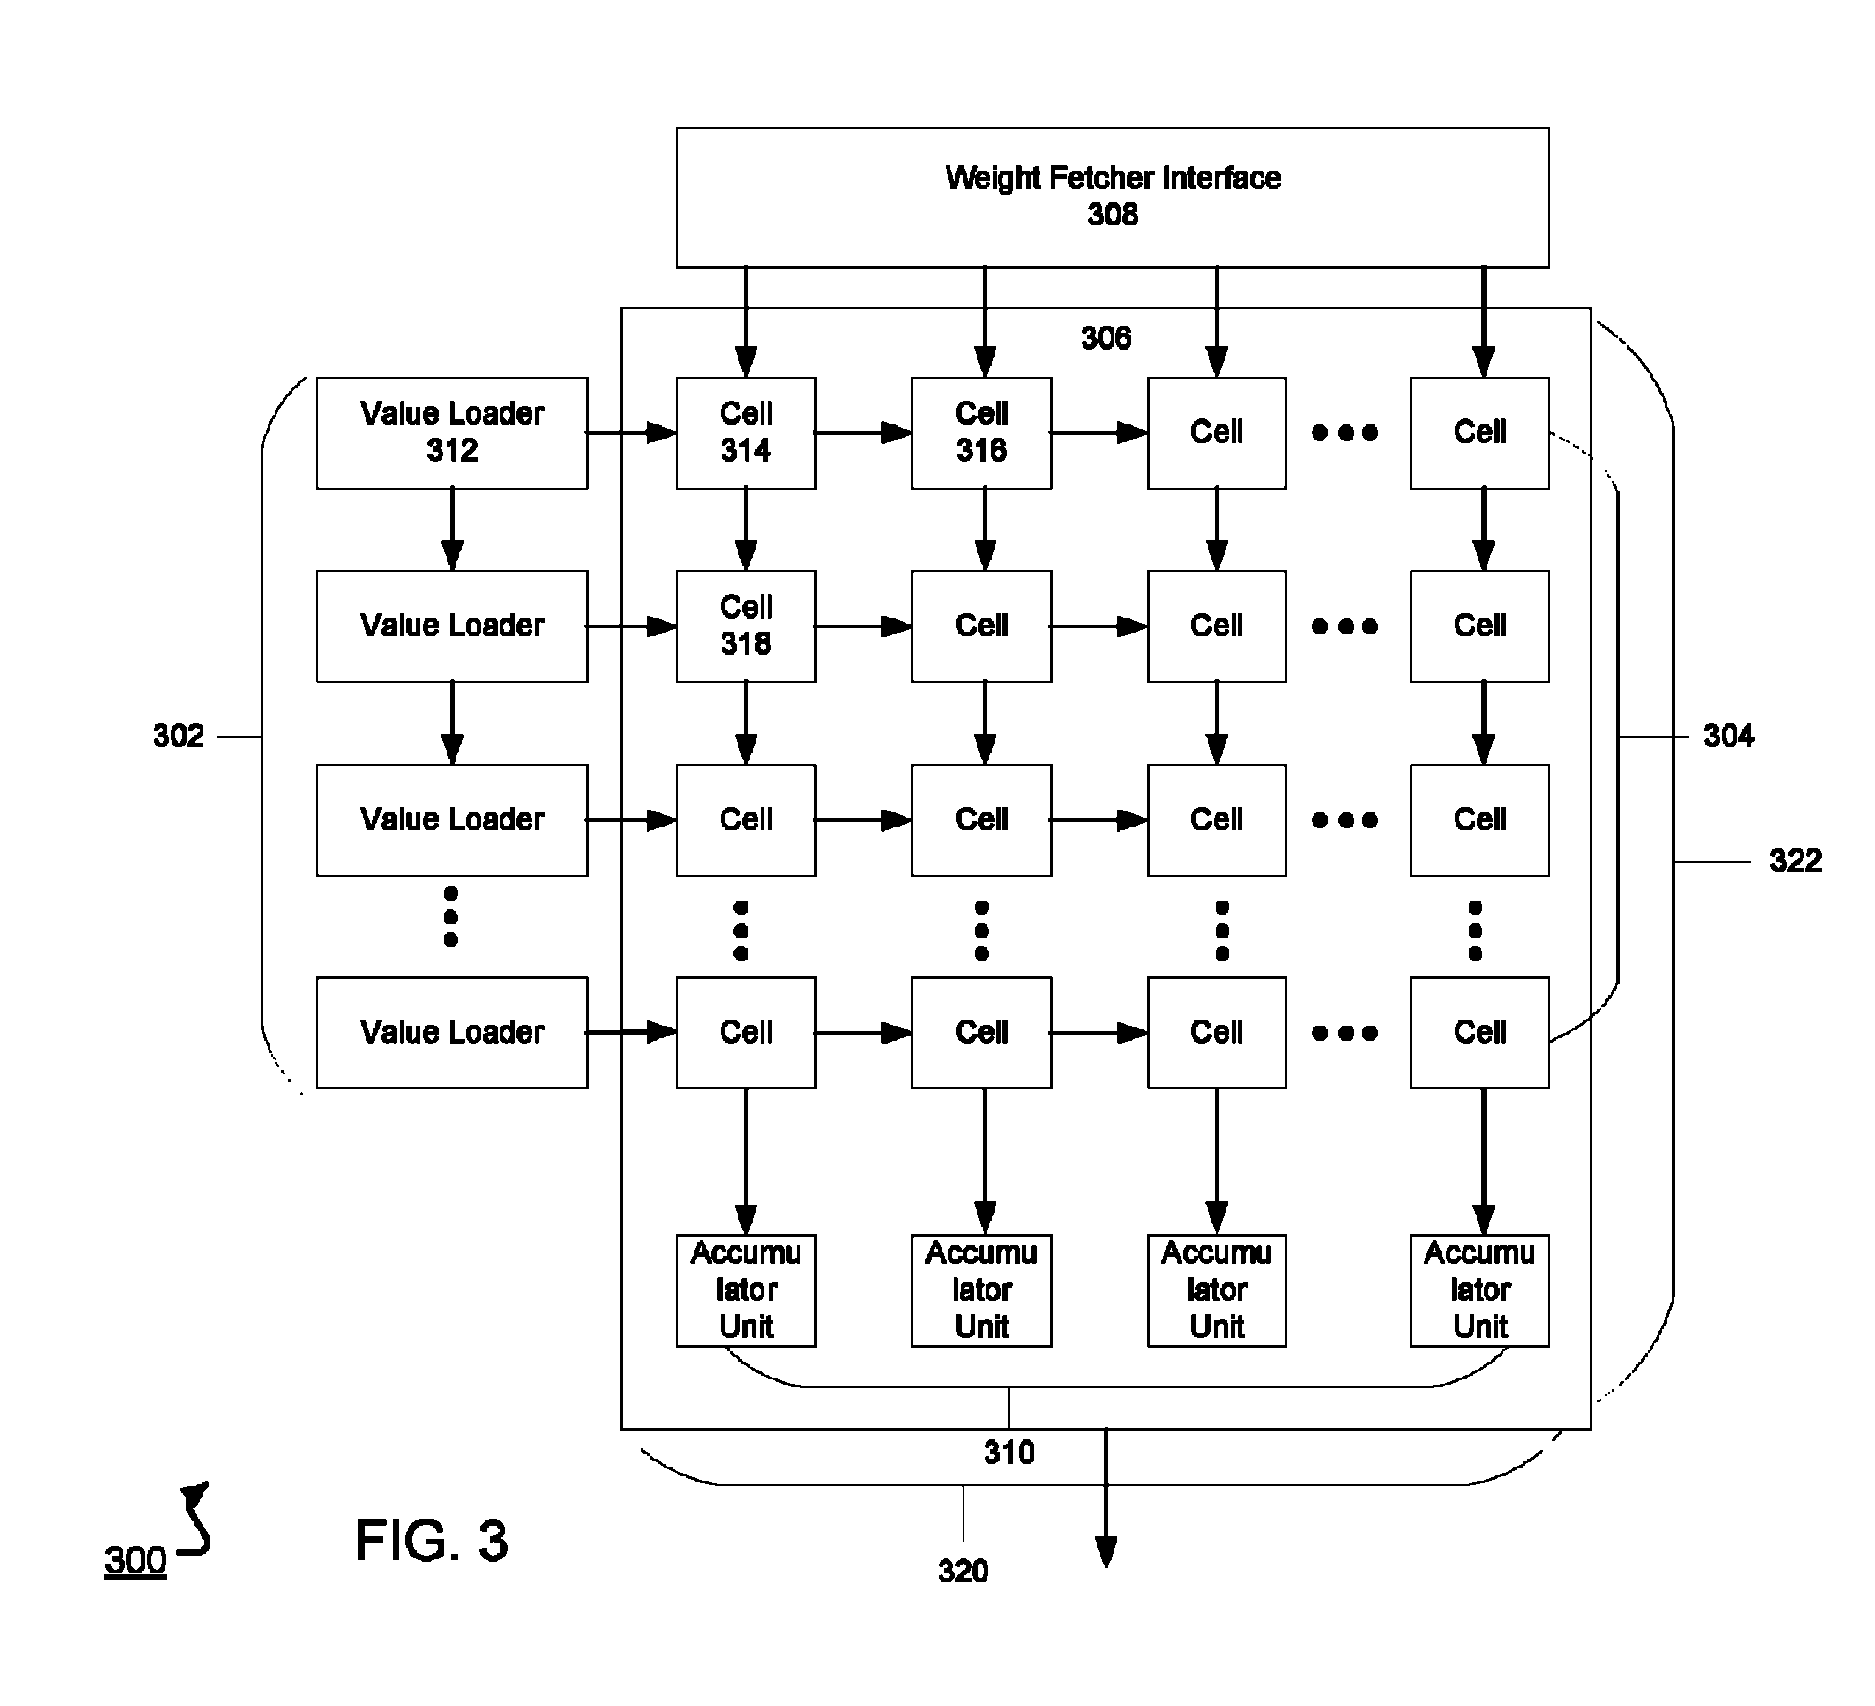 Weight Fetcher Interface
308
306
Value Loader
312
Cell
314
Cell
316
Cell
Cell
Value Loader
Cell
318
Cell
Cell
Cell
302
304
Value Loader
Cell
Cell
Cell
Cell
322
Value Loader
Cell
Cell
Cell
Cell
Accumu
lator
Unit
Accumu
lator
Unit
Accumu
lator
Unit
Accumu
lator
Unit
310
300
FIG. 3
320